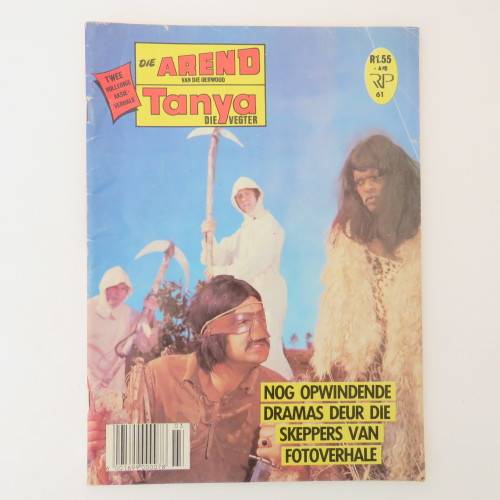 DIE AREND
VAN DIE OERWOUD
Tanya
DIE VEGTER
TWEE
VOLLEDIGE
AKSIE-
VERHALE
R1.55
RP
61
NOG OPWINDENDE
DRAMAS DEUR DIE
SKEPPERS VAN
FOTOVERHALE